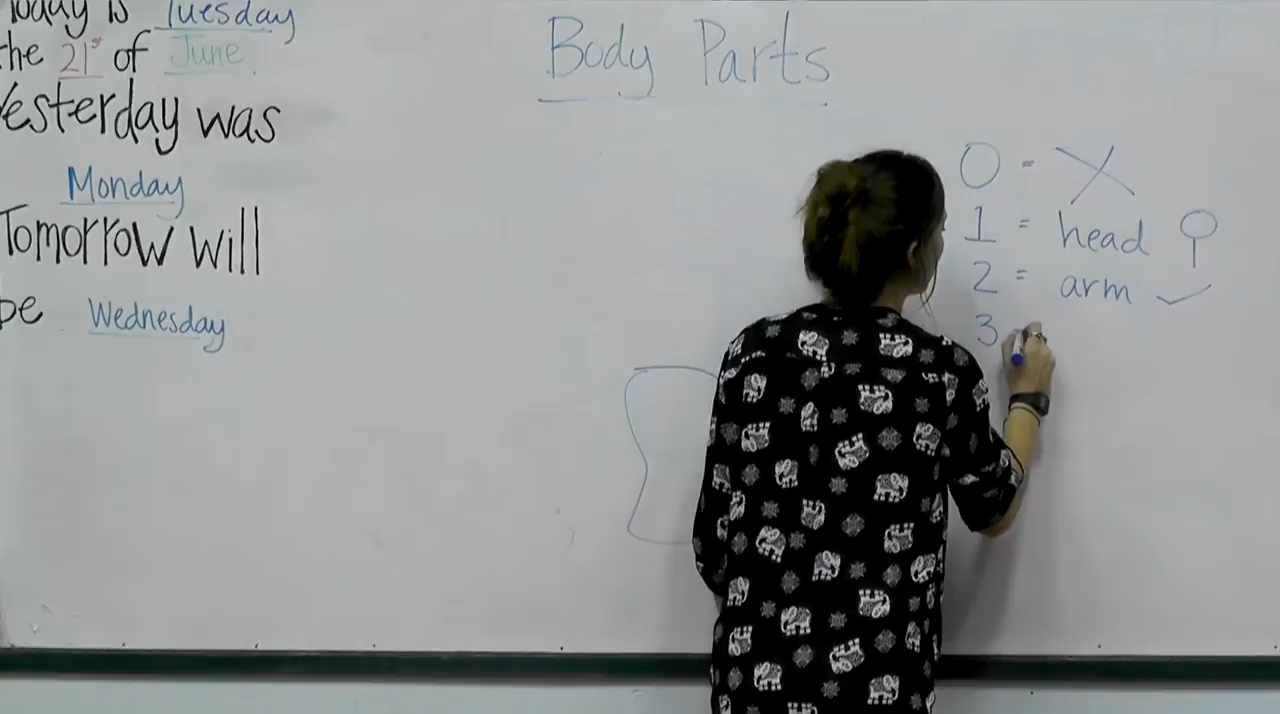 Today is Tuesday
the 21st of June
Yesterday was
Monday
Tomorrow will
be Wednesday
Body Parts
0 = X
1 = head
2 = arm
3